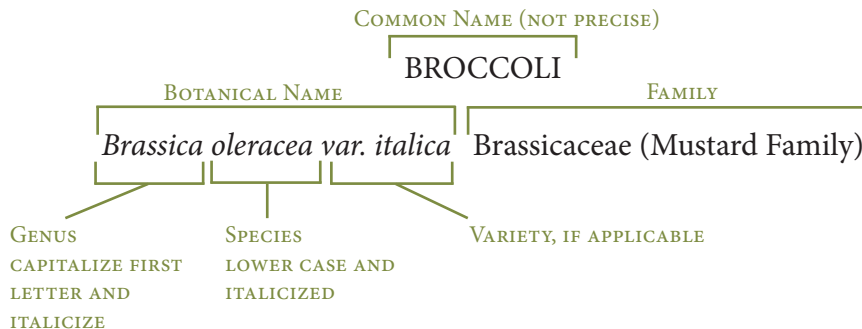 COMMON NAME (NOT PRECISE)
BROCCOLI
BOTANICAL NAME
FAMILY
Brassica oleracea var. italica
Brassicaceae (Mustard Family)
GENUS
CAPITALIZE FIRST
LETTER AND
ITALICIZE
SPECIES
LOWER CASE AND
ITALICIZED
VARIETY, IF APPLICABLE